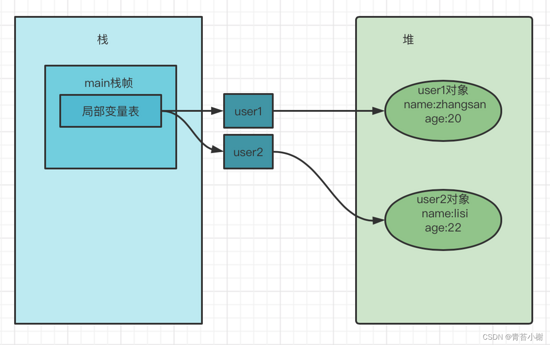 栈
main栈帧
局部变量表
user1
user2
堆
user1对象
name:zhangsan
age:20
user2对象
name:lisi
age:22
CSDN @青苔小榭